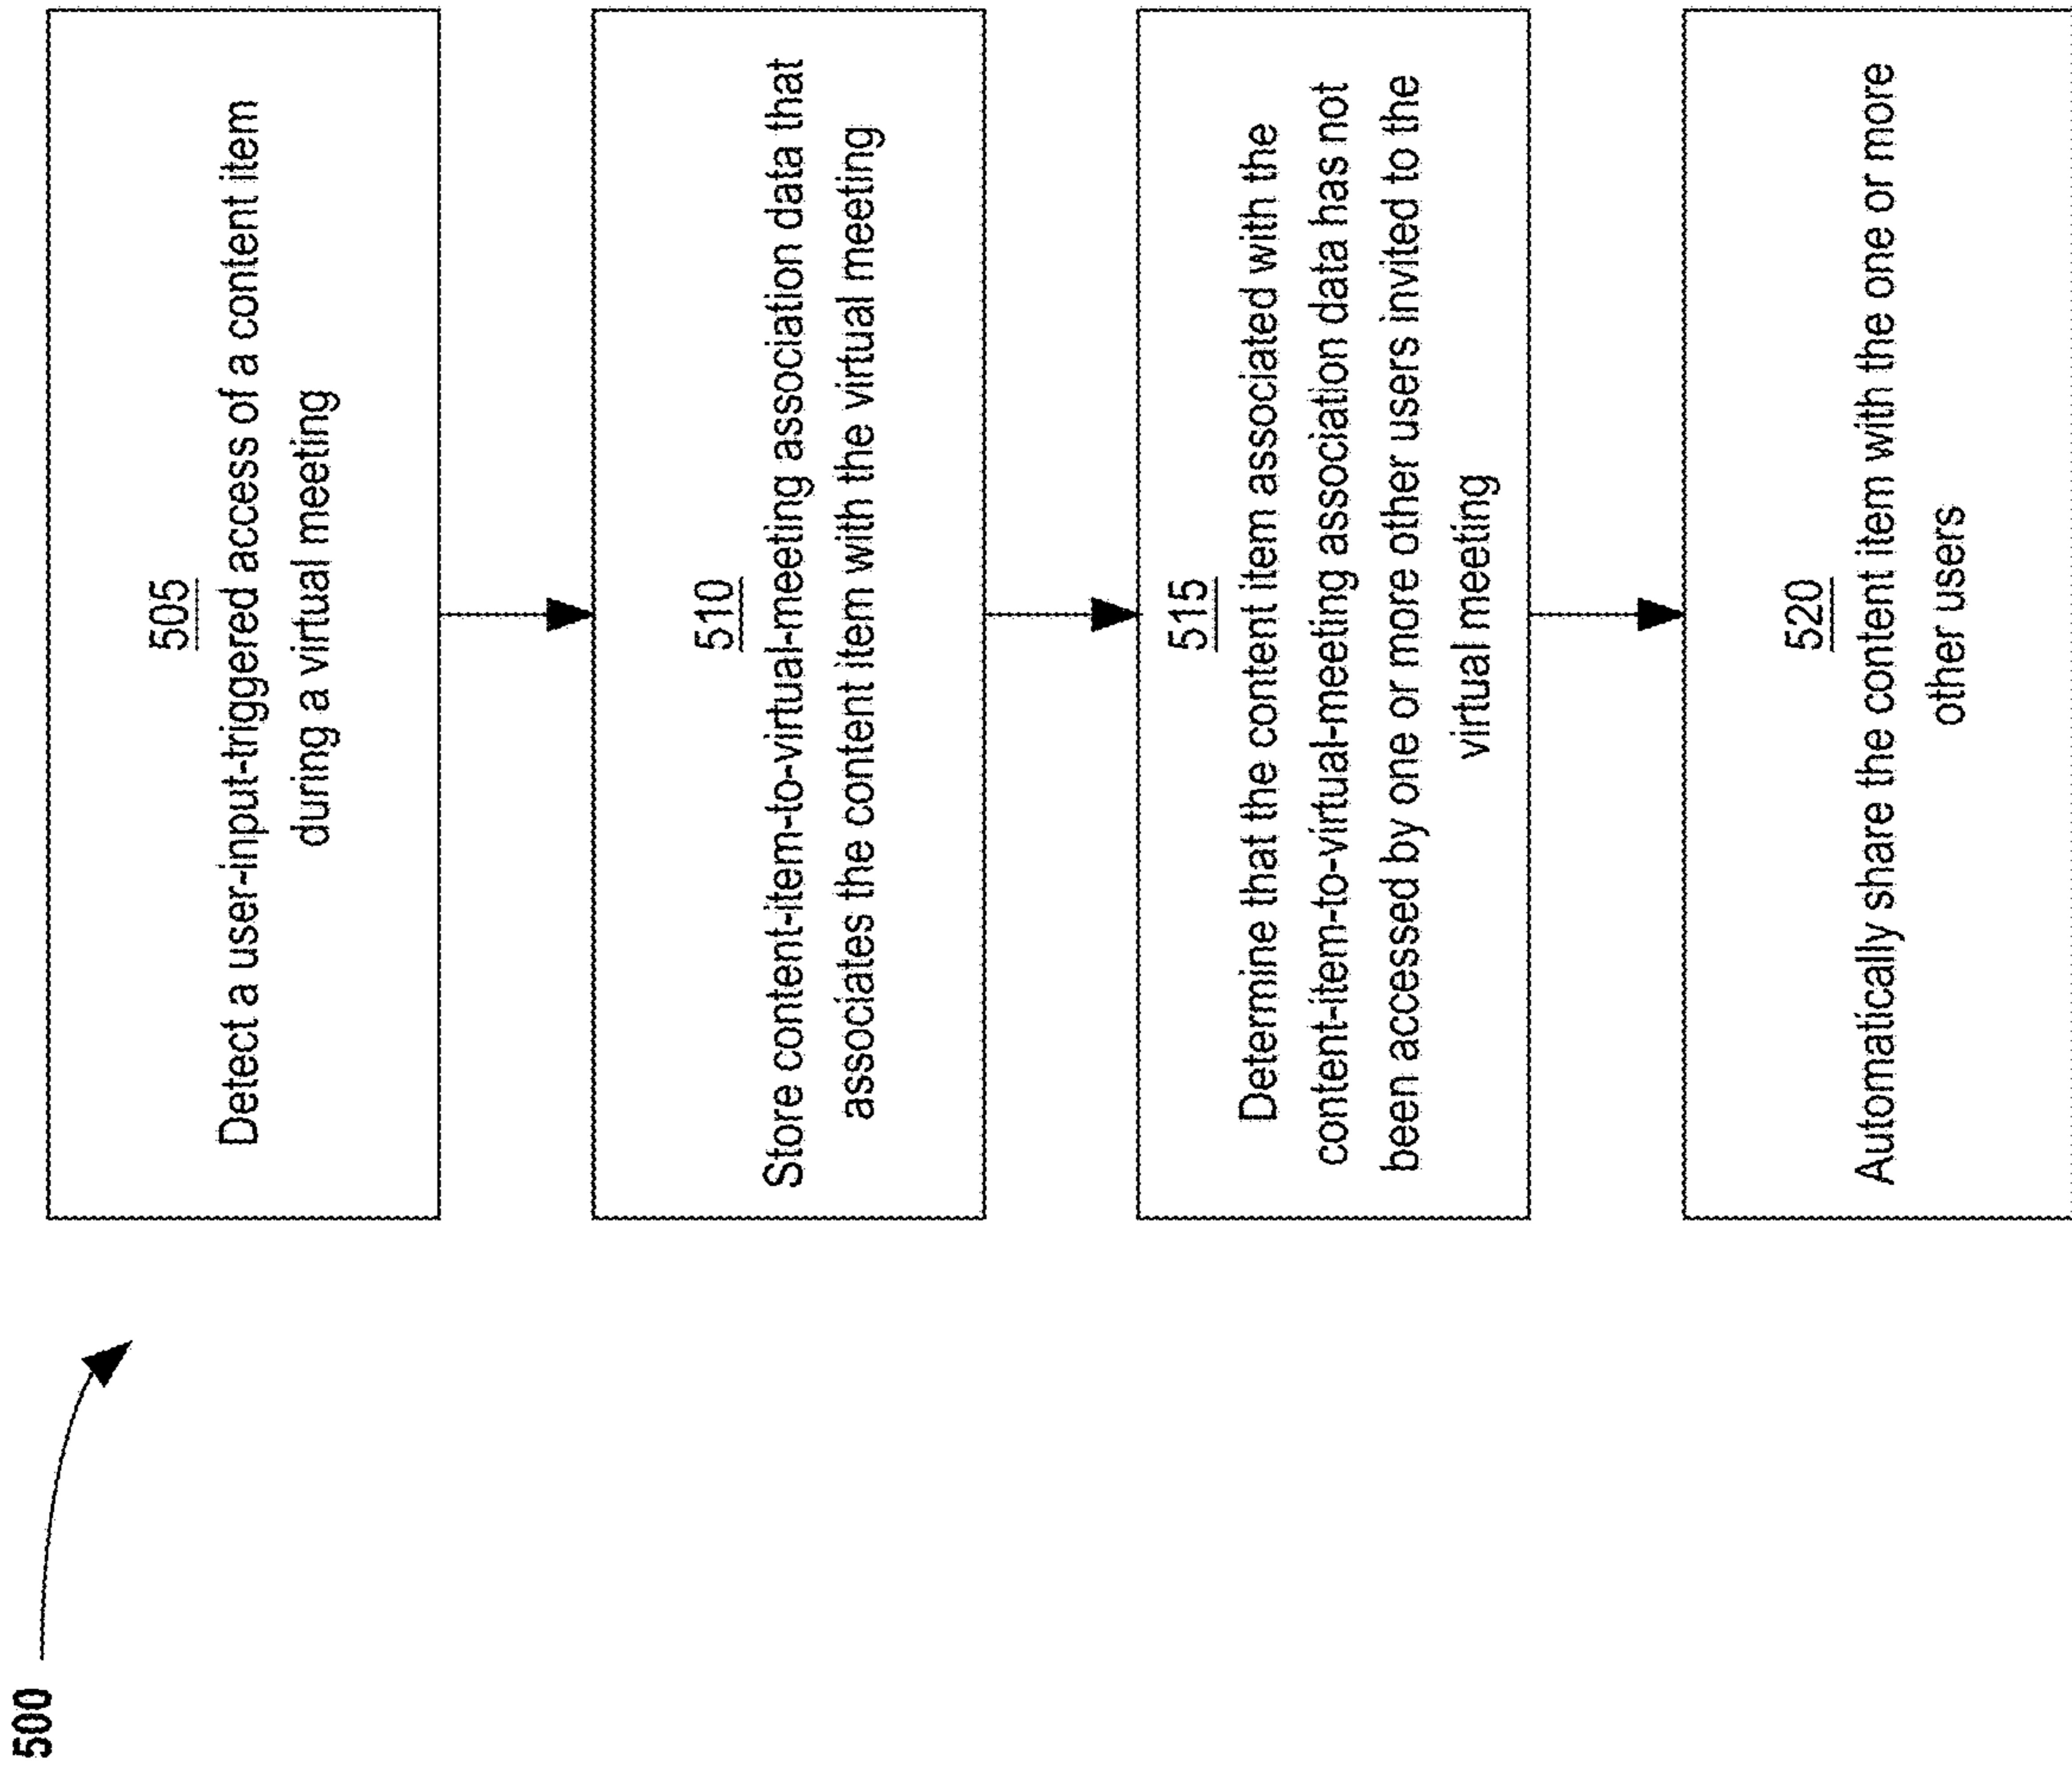 500
505
Detect a user-input-triggered access of a content item
during a virtual meeting
510
Store content-item-to-virtual-meeting association data that
associates the content item with the virtual meeting
515
Determine that the content item associated with the
content-item-to-virtual-meeting association data has not
been accessed by one or more other users invited to the
virtual meeting
520
Automatically share the content item with the one or more
other users